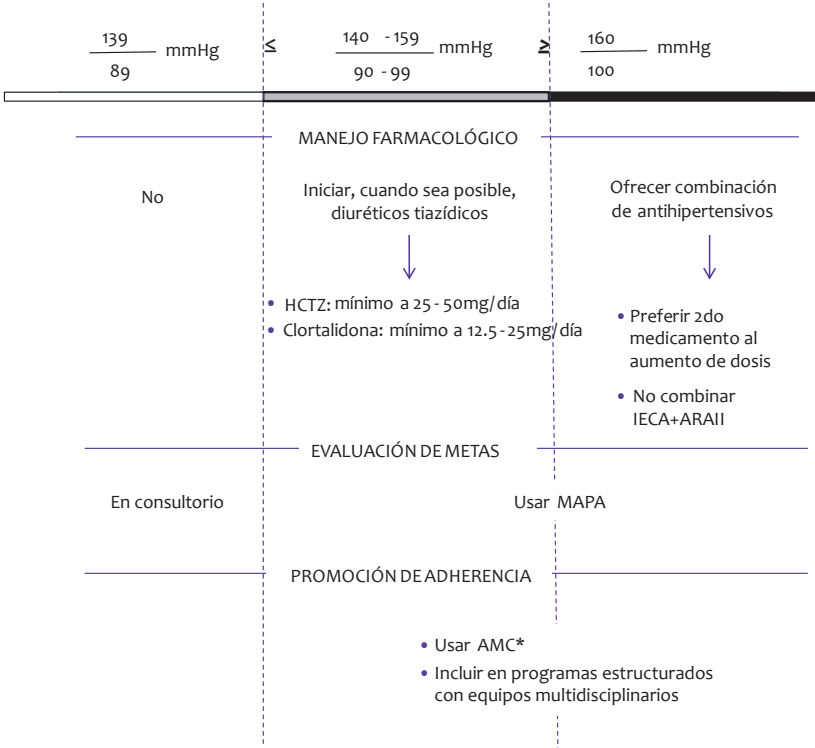 139
89
mmHg
≤
140 -159
90 - 99
mmHg
≥
160
100
mmHg
MANEJO FARMACOLÓGICO
No
Iniciar, cuando sea posible,
diuréticos tiazídicos
• HCTZ: mínimo a 25 - 50mg/día
• Clortalidona: mínimo a 12.5-25mg/día
Ofrecer combinación
de antihipertensivos
• Preferir 2do
medicamento al
aumento de dosis
• No combinar
IECA+ARAII
EVALUACIÓN DE METAS
En consultorio
Usar MAPA
PROMOCIÓN DE ADHERENCIA
• Usar AMC*
• Incluir en programas estructurados
con equipos multidisciplinarios